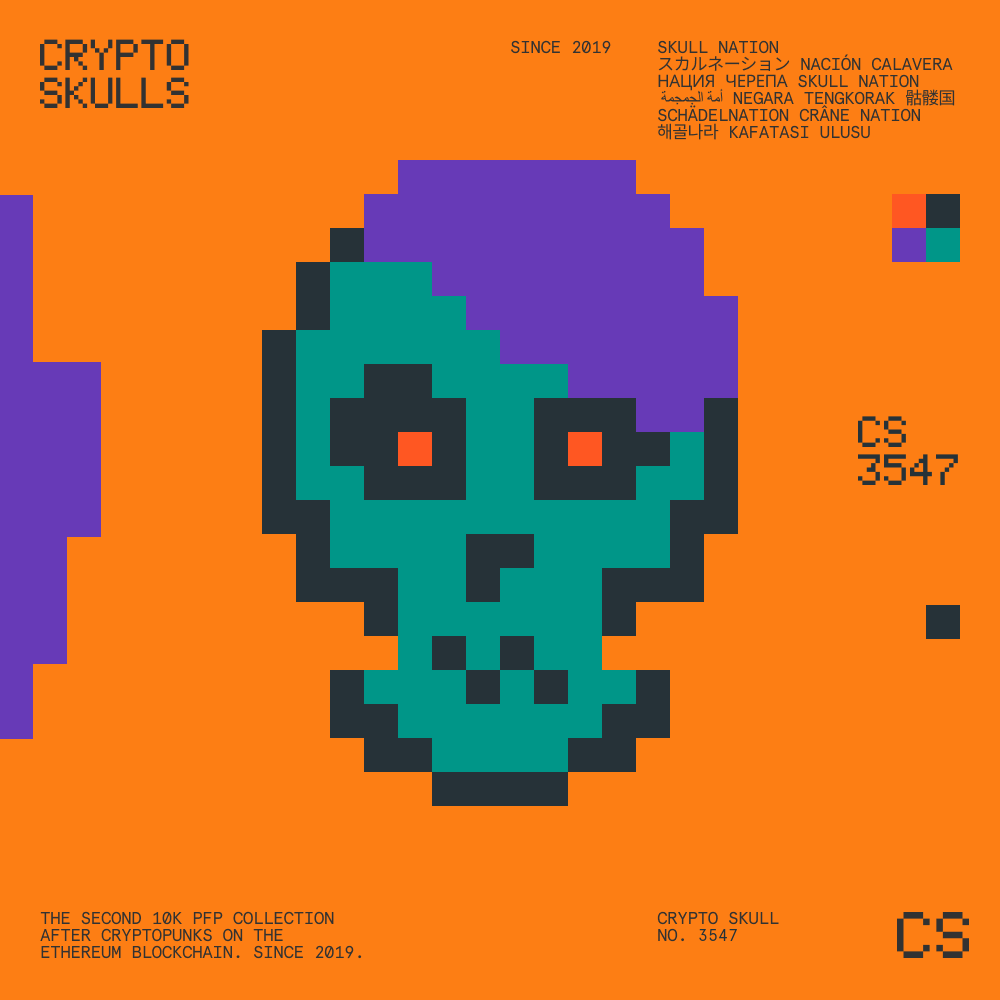 CRYPTO
SKULLS
SINCE 2019
SKULL NATION
スカルネーション NACIÓN CALAVERA
НАЦИЯ ЧЕРЕПА SKULL NATION
أمة الجمجمة NEGARA TENGKORAK 骷髅国
SCHÄDELNATION CRÂNE NATION
해골나라 KAFATASI ULUSU
CS
3547
THE SECOND 10K PFP COLLECTION
AFTER CRYPTOPUNKS ON THE
ETHEREUM BLOCKCHAIN. SINCE 2019.
CRYPTO SKULL
NO. 3547
CS